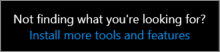 Not finding what you're looking for?
Install more tools and features